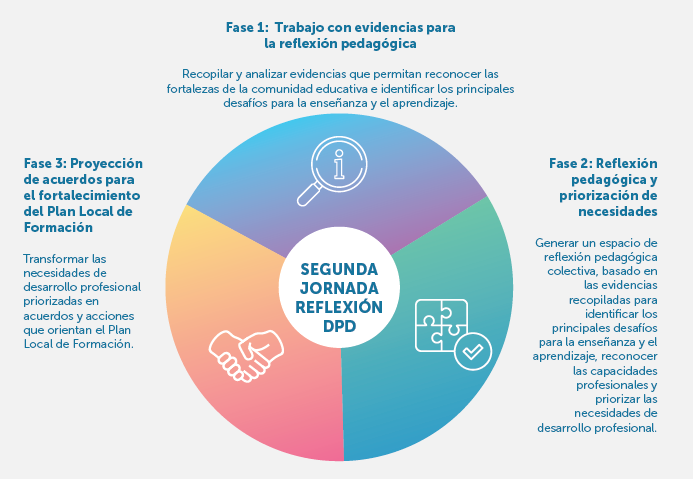 Fase 1:  Trabajo con evidencias para
la reflexión pedagógica
Recopilar y analizar evidencias que permitan reconocer las
fortalezas de la comunidad educativa e identificar los principales
desafíos para la enseñanza y el aprendizaje.
Fase 2: Reflexión
pedagógica y
priorización de
necesidades
Generar un espacio de
reflexión pedagógica
colectiva, basado en
las evidencias
recopiladas para
identificar los
principales desafíos
para la enseñanza y el
aprendizaje, reconocer
las capacidades
profesionales y
priorizar las
necesidades de
desarrollo profesional.
Fase 3: Proyección
de acuerdos para
el fortalecimiento
del Plan Local de
Formación
Transformar las
necesidades de
desarrollo profesional
priorizadas en
acuerdos y acciones
que orientan el Plan
Local de Formación.
SEGUNDA
JORNADA
REFLEXIÓN
DPD